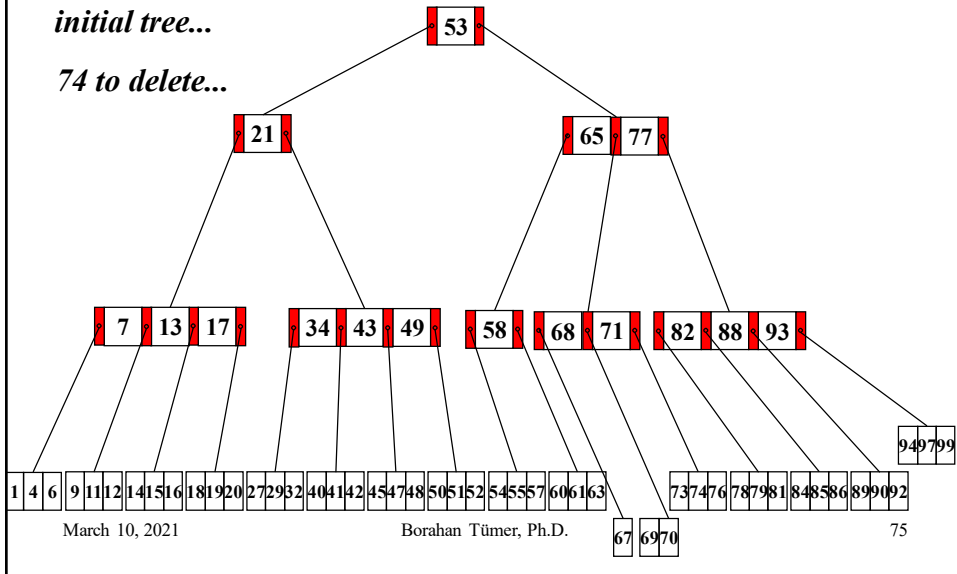 initial tree...
53
74 to delete...
21
65 77
7 13 17
34 43 49
58
68 71
82 88 93
94 97 99
1 4 6
9 11 12
14 15 16
18 19 20
27 29 32
40 41 42
45 47 48
50 51 52
54 55 57
60 61 63
73 74 76
78 79 81
84 85 86
89 90 92
67
69 70
March 10, 2021
Borahan Tümer, Ph.D.
75